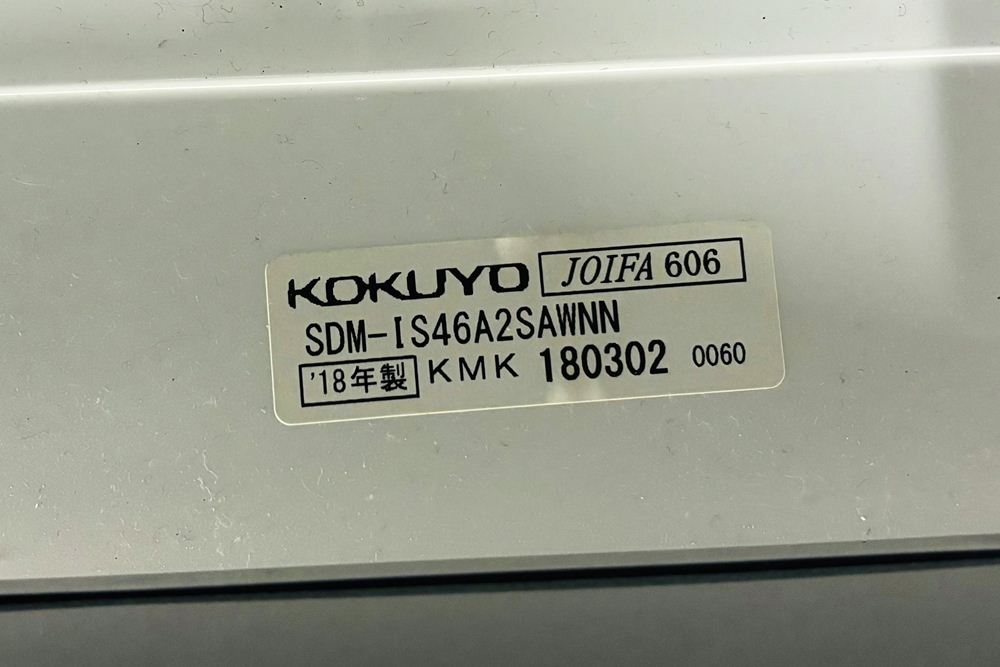 KOKUYO JOIFA 606
SDM-IS46A2SAWNN
'18年製 KMK 180302 0060